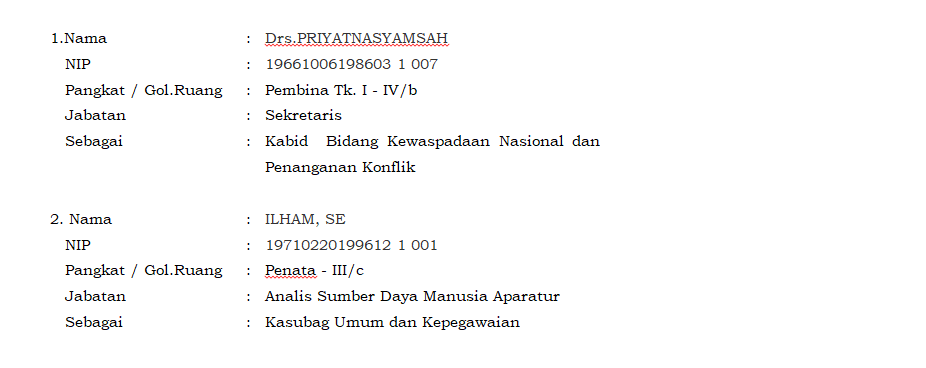 1.Nama : Drs.PRIYATNASYAMSAH
NIP : 19661006198603 1 007
Pangkat / Gol.Ruang : Pembina Tk. I - IV/b
Jabatan : Sekretaris
Sebagai : Kabid Bidang Kewaspadaan Nasional dan
Penanganan Konflik
2. Nama : ILHAM, SE
NIP : 19710220199612 1 001
Pangkat / Gol.Ruang : Penata - III/c
Jabatan : Analis Sumber Daya Manusia Aparatur
Sebagai : Kasubag Umum dan Kepegawaian